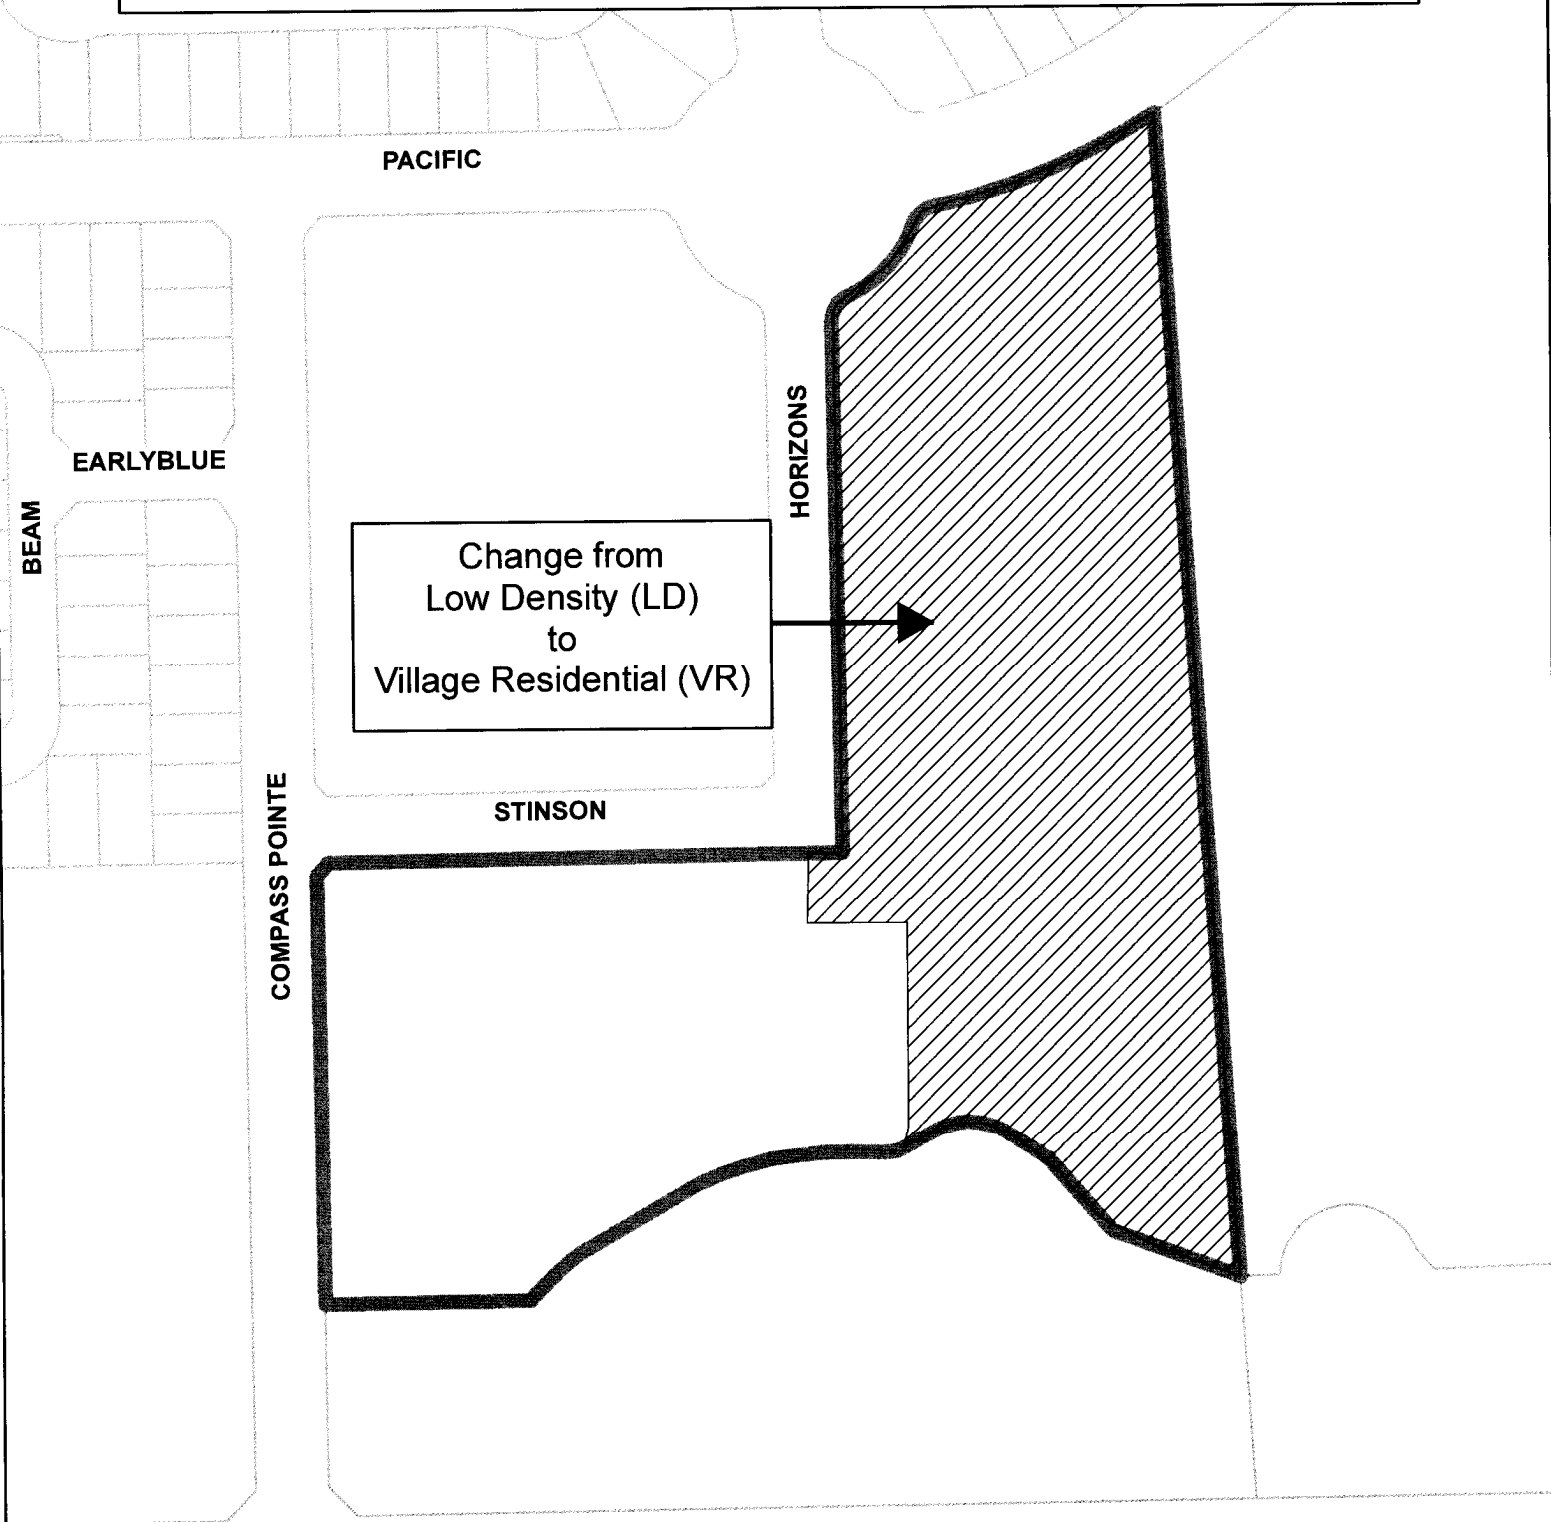 PACIFIC
HORIZONS
EARLYBLUE
BEAM
Change from
Low Density (LD)
to
Village Residential (VR)
STINSON
COMPASS POINTE